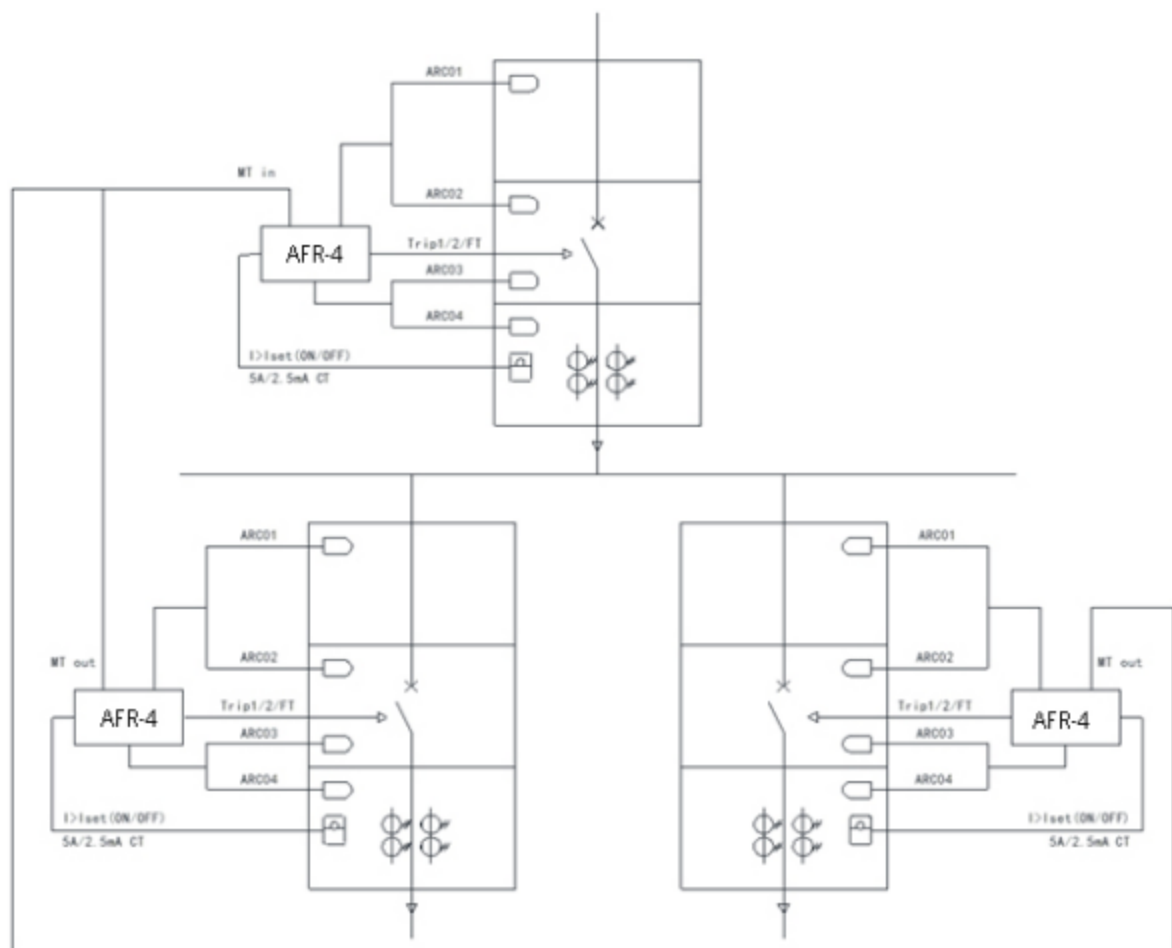 ARC01
MT in
ARC02
AFR-4
Trip1/2/FT
ARC03
ARC04
I>Iset(ON/OFF)
5A/2.5mA CT
ARC01
ARC02
MT out
AFR-4
Trip1/2/FT
ARC03
ARC04
I>Iset(ON/OFF)
5A/2.5mA CT
ARC01
ARC02
MT out
Trip1/2/FT
AFR-4
ARC03
ARC04
I>Iset(ON/OFF)
5A/2.5mA CT